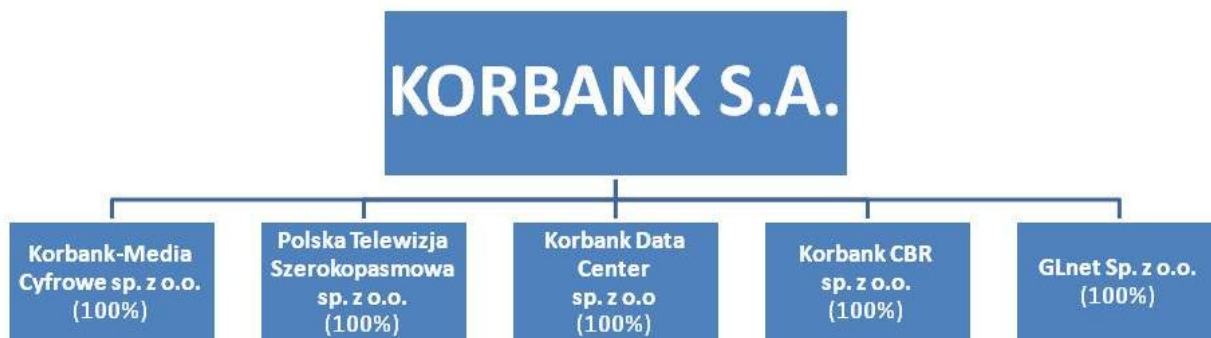 KORBANK S.A.
Korbank-Media
Cyfrowe sp. z o.o.
(100%)
Polska Telewizja
Szerokopasmowa
sp. z o.o.
(100%)
Korbank Data
Center
sp. z o.o
(100%)
Korbank CBR
sp. z o.o.
(100%)
GLnet Sp. z o.o.
(100%)